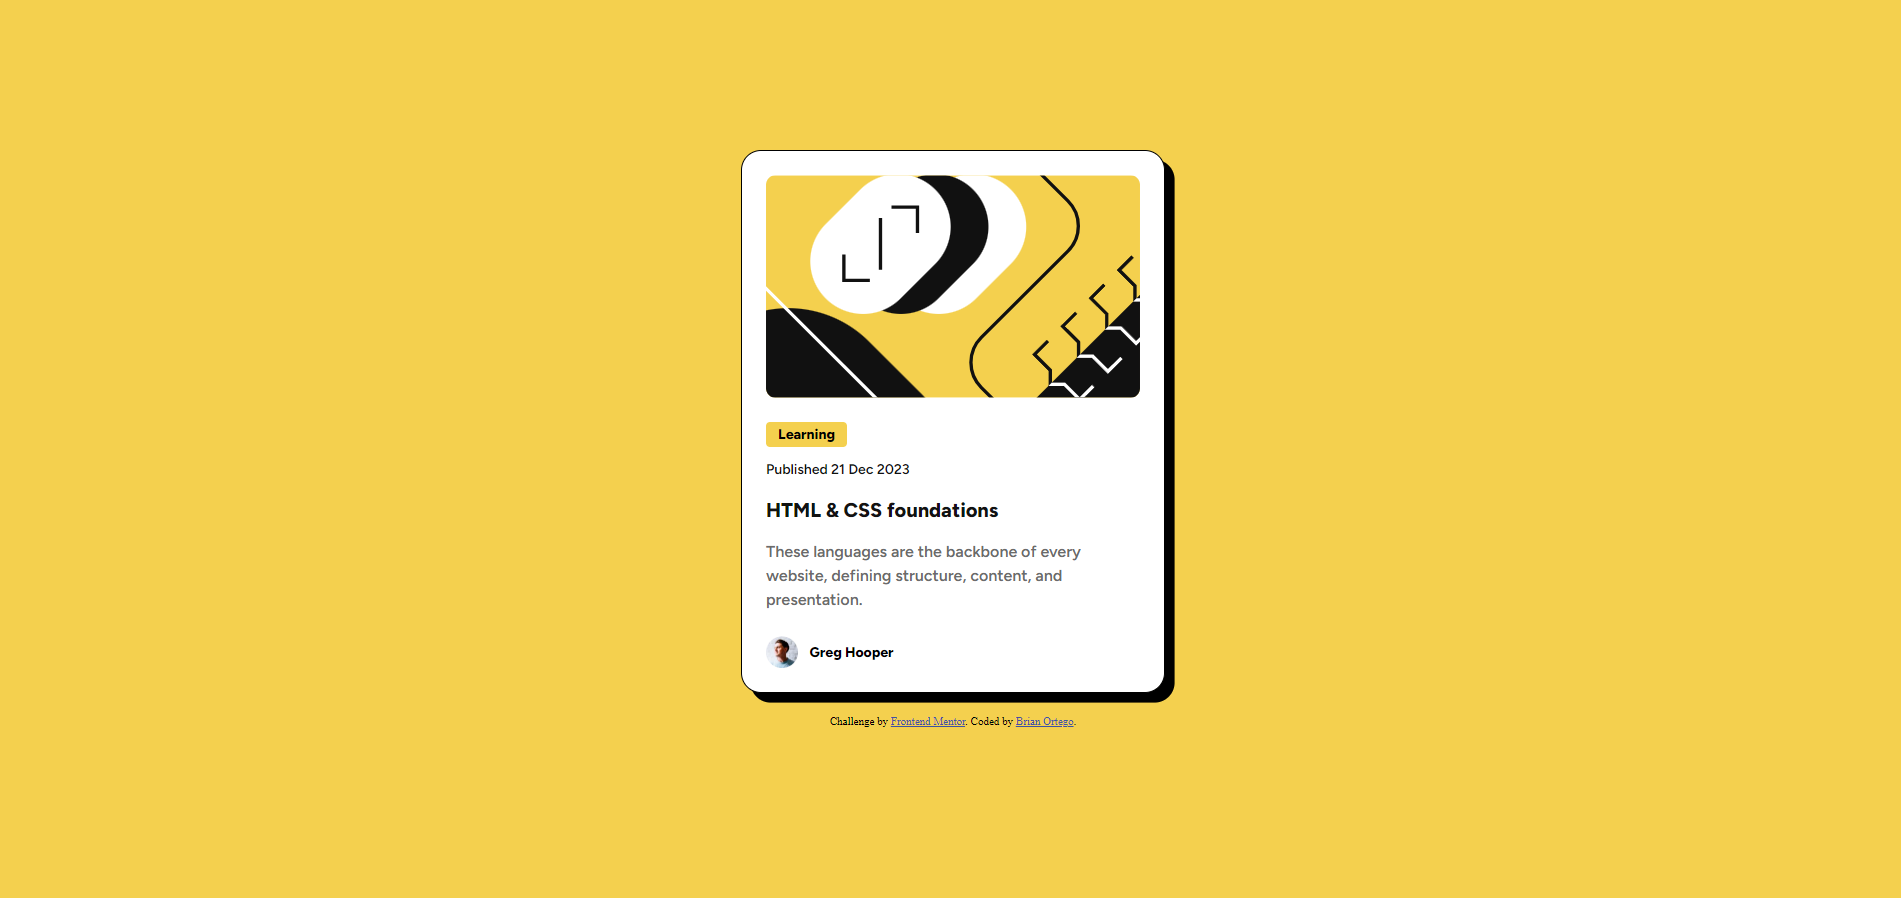 Learning
Published 21 Dec 2023
HTML & CSS foundations
These languages are the backbone of every
website, defining structure, content, and
presentation.
Greg Hooper
Challenge by Frontend Mentor. Coded by Brian Ortego.